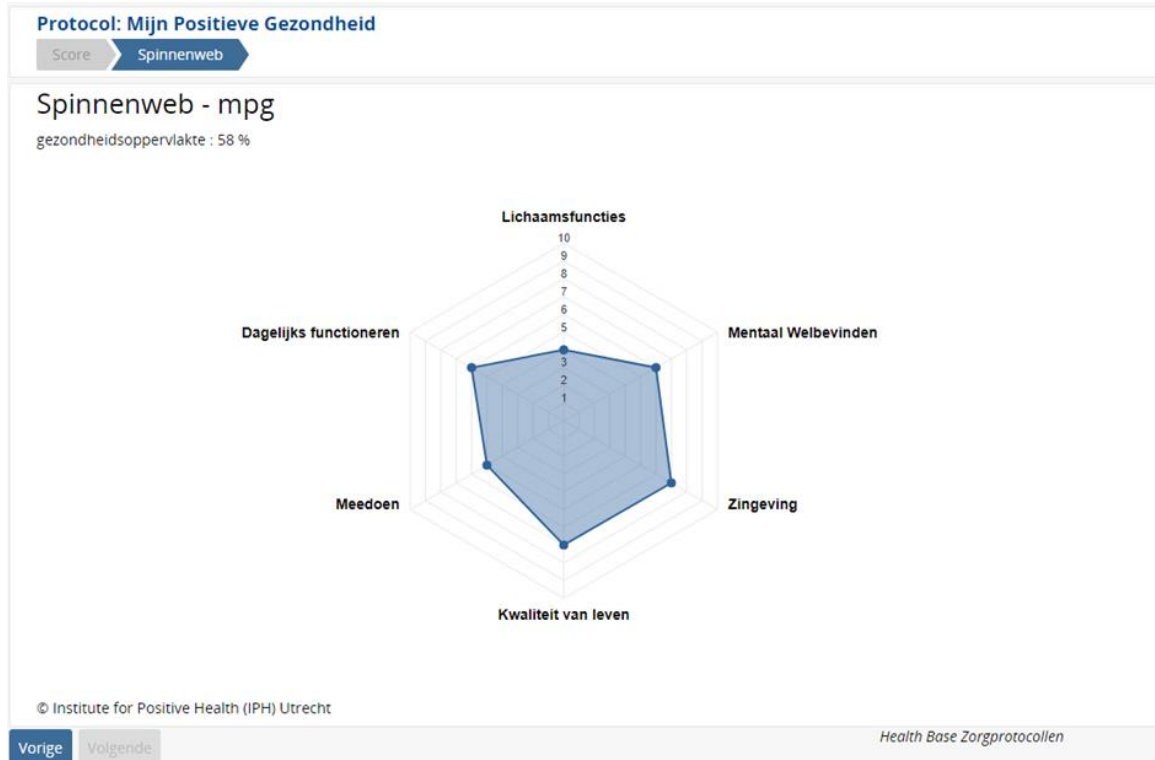 Protocol: Mijn Positieve Gezondheid
Score
Spinnenweb
Spinnenweb - mpg
gezondheidsoppervlakte : 58 %
Lichaamsfuncties
10
9
8
7
6
5
3
2
1
Dagelijks functioneren
Mentaal Welbevinden
Meedoen
Zingeving
Kwaliteit van leven
© Institute for Positive Health (IPH) Utrecht
Vorige
Volgende
Health Base Zorgprotocollen